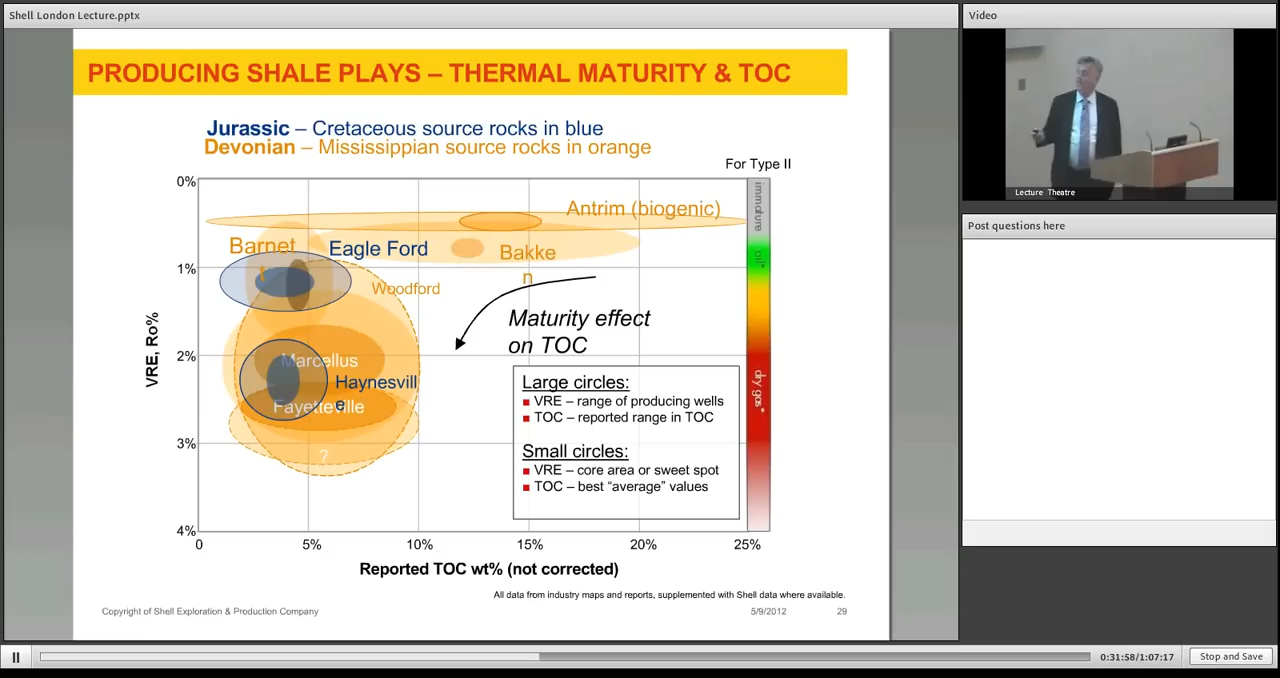 Shell London Lecture.pptx
Video
PRODUCING SHALE PLAYS – THERMAL MATURITY & TOC
Jurassic – Cretaceous source rocks in blue
Devonian – Mississippian source rocks in orange
For Type II
Lecture Theatre
Post questions here
0%
1%
2%
3%
4%
VRE, Ro%
Antrim (biogenic)
Barnet
t
Eagle Ford
Bakke
n
Woodford
Maturity effect
on TOC
Marcellus
Haynesvill
e
Fayetteville
?
immature
oil*
dry gas*
Large circles:
VRE – range of producing wells
TOC – reported range in TOC
Small circles:
VRE – core area or sweet spot
TOC – best “average” values
0
5%
10%
15%
20%
25%
Reported TOC wt% (not corrected)
All data from industry maps and reports, supplemented with Shell data where available.
Copyright of Shell Exploration & Production Company
5/9/2012
29
0:31:58/1:07:17
Stop and Save